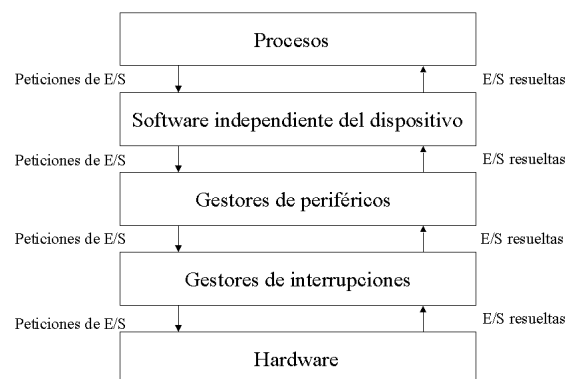 Procesos
Peticiones de E/S
E/S resueltas
Software independiente del dispositivo
Peticiones de E/S
E/S resueltas
Gestores de periféricos
Peticiones de E/S
E/S resueltas
Gestores de interrupciones
Peticiones de E/S
E/S resueltas
Hardware